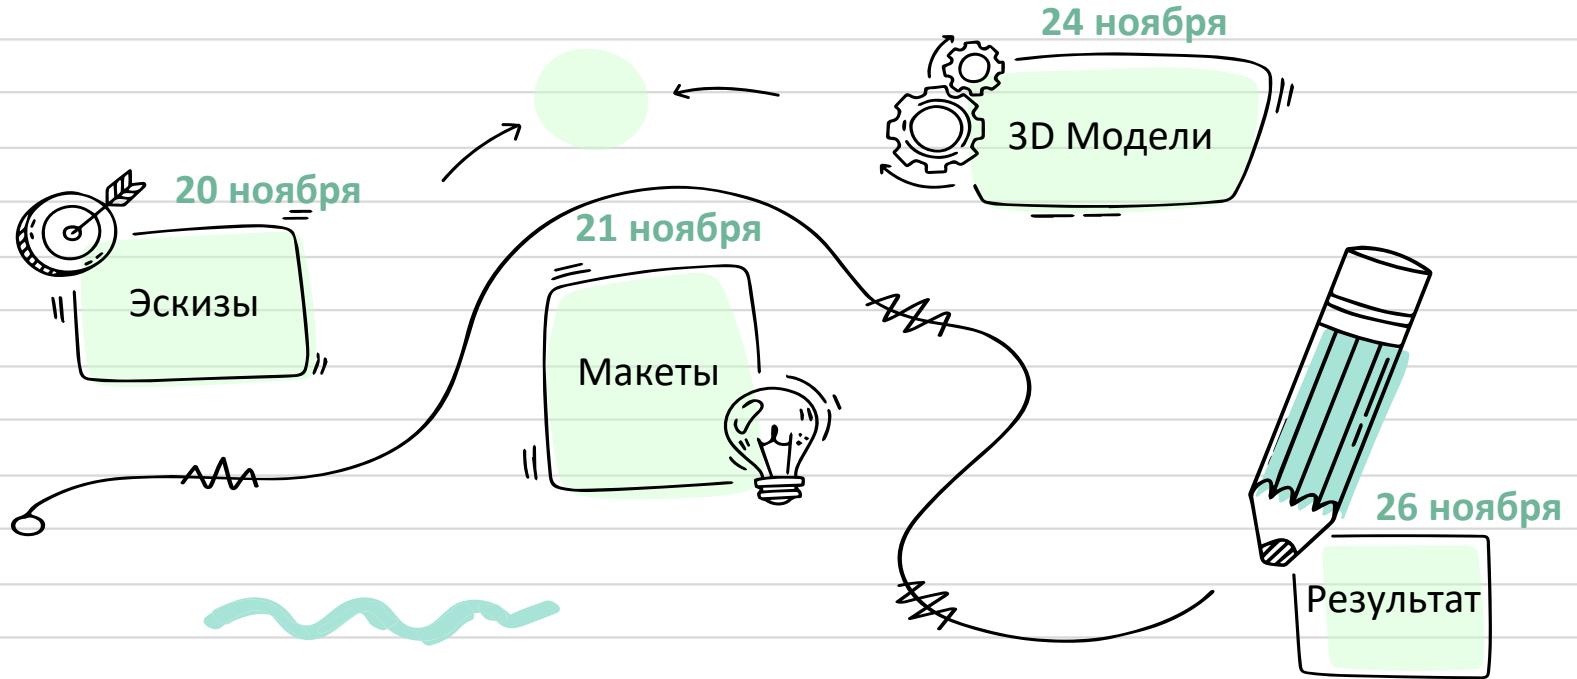 20 ноября
Эскизы
21 ноября
Макеты
24 ноября
3D Модели
26 ноября
Результат